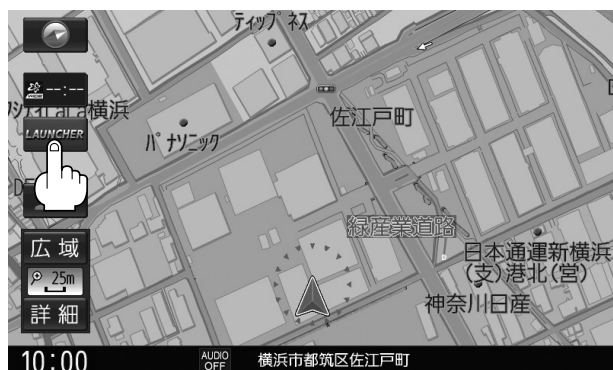 ティップネス
--:--
横浜
LAUNCHER
パナソニック
佐江戸町
緑産業道路
日本通運新横浜
(支)港北(営)
神奈川日産
広域
25m
詳細
10:00
AUDIO
OFF
横浜市都筑区佐江戸町